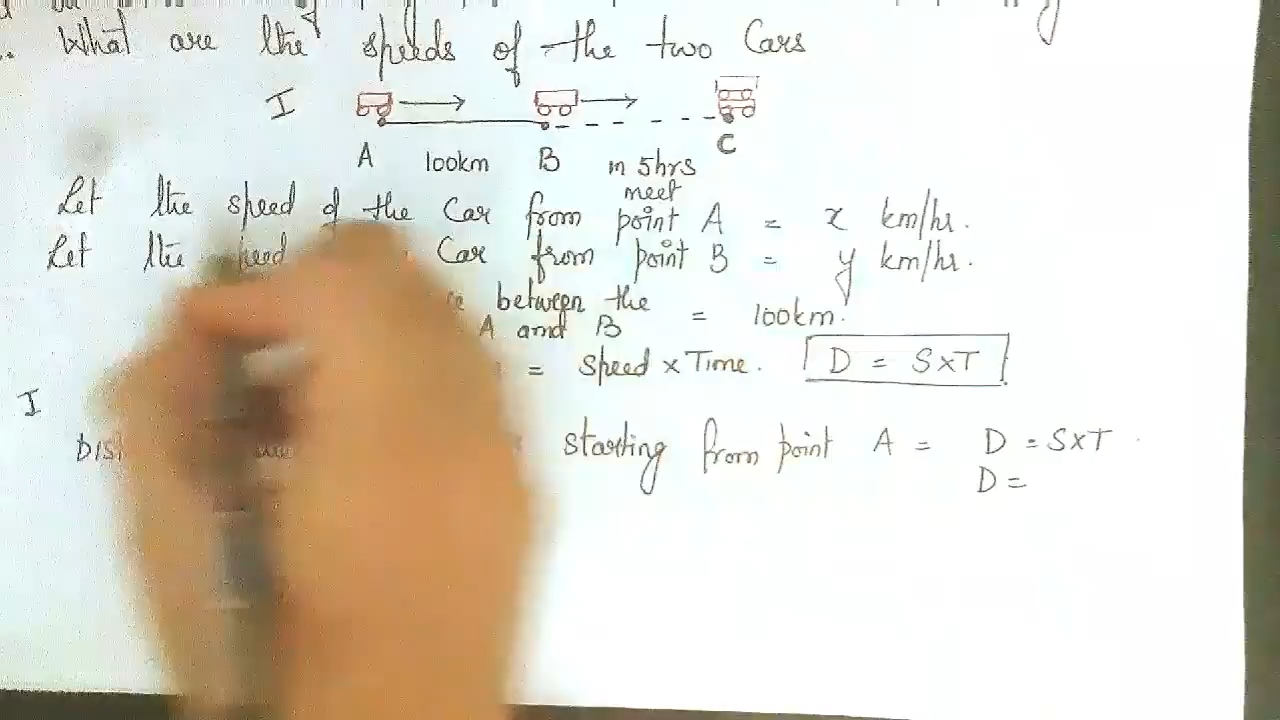 What are the speeds of the two Cars
I
A 100km B in 5hrs C
meet
Let the speed of the Car from point A = x km/hr.
Let the Car from point B = y km/hr.
between the
A and B = 100km.
= Speed x Time. D = S x T
I
starting from point A = D = S x T
D =